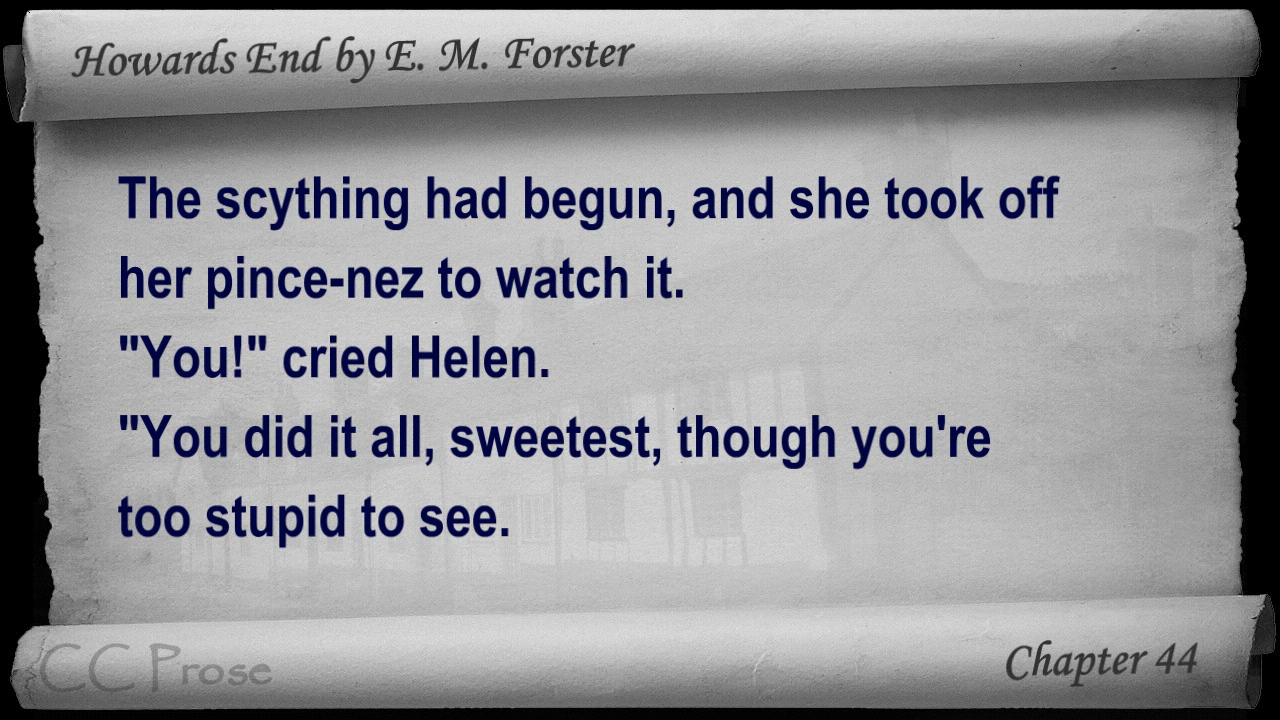 Howards End by E. M. Forster
The scything had begun, and she took off
her pince-nez to watch it.
"You!" cried Helen.
"You did it all, sweetest, though you're
too stupid to see.
CC Prose
Chapter 44